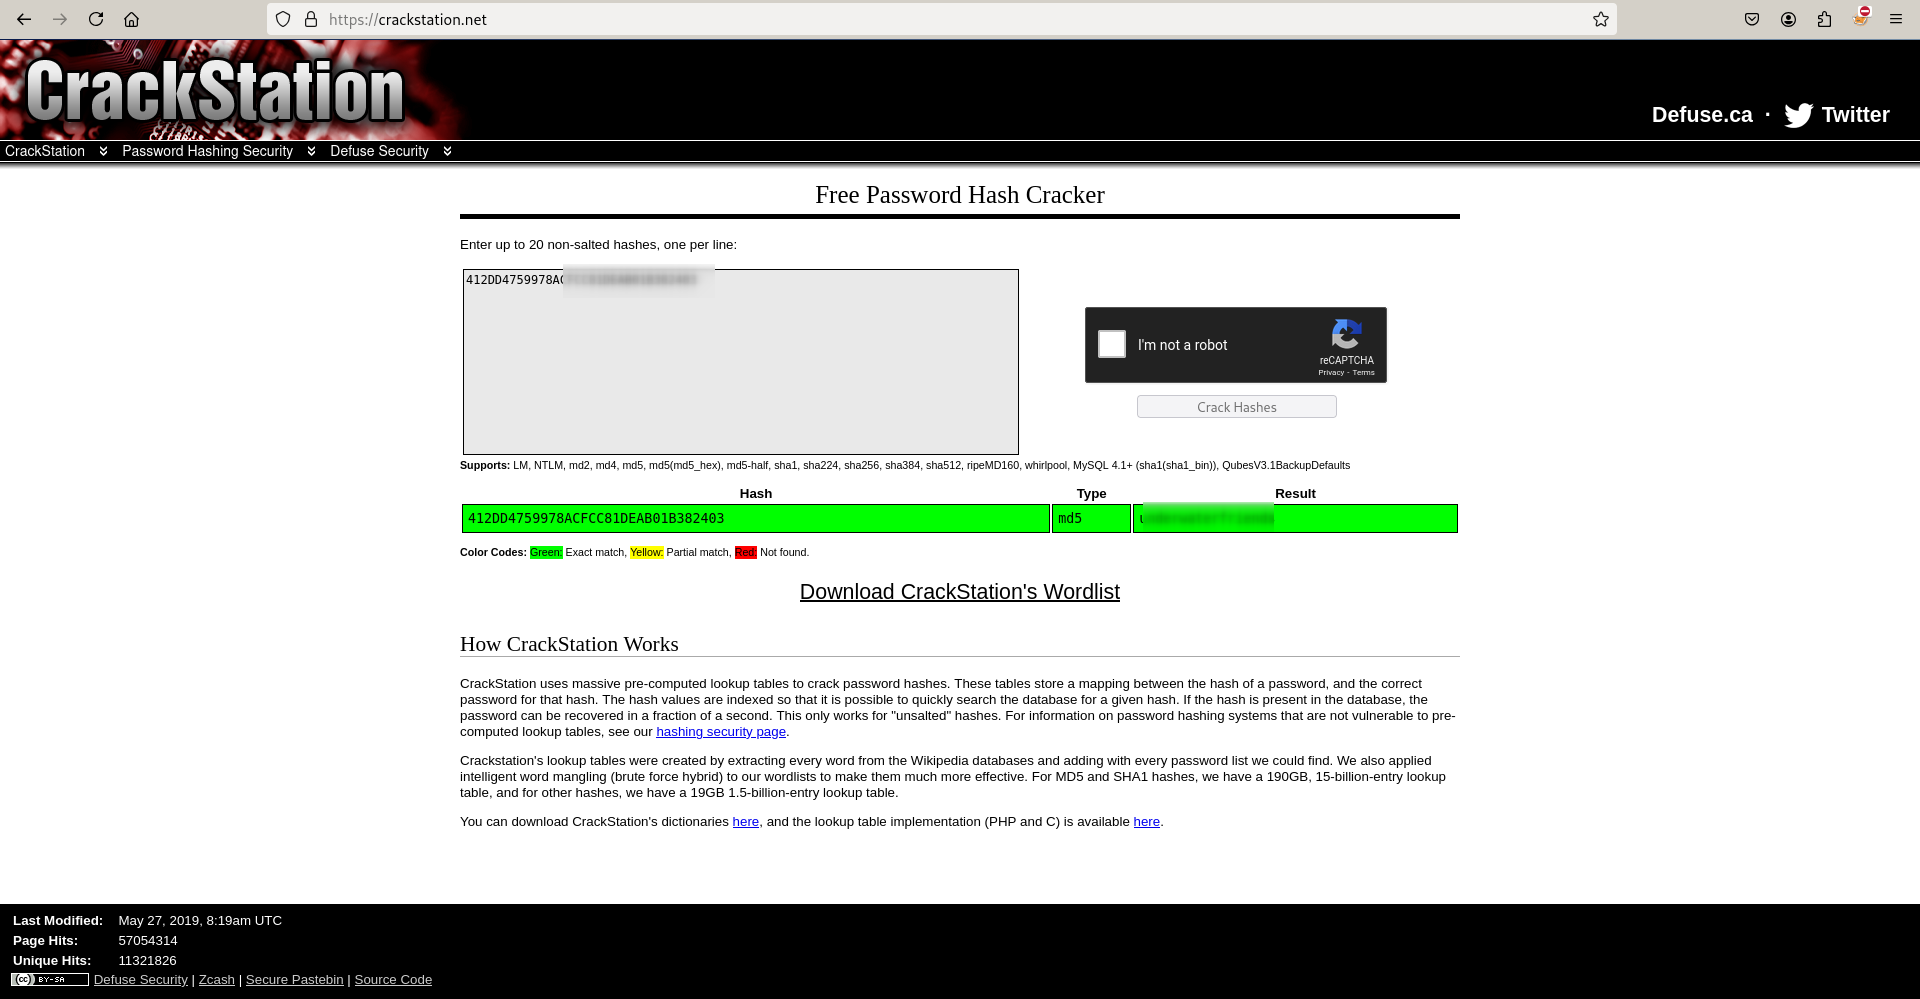 https://crackstation.net
CrackStation
Defuse.ca · Twitter
CrackStation Password Hashing Security Defuse Security
Free Password Hash Cracker
Enter up to 20 non-salted hashes, one per line:
412DD4759978AC
I'm not a robot
reCAPTCHA
Privacy - Terms
Crack Hashes
Supports: LM, NTLM, md2, md4, md5, md5(md5_hex), md5-half, sha1, sha224, sha256, sha384, sha512, ripeMD160, whirlpool, MySQL 4.1+ (sha1(sha1_bin)), QubesV3.1BackupDefaults
Hash Type Result
412DD4759978ACFCC81DEAB01B382403 md5
Color Codes: Green: Exact match, Yellow: Partial match, Red: Not found.
Download CrackStation's Wordlist
How CrackStation Works
CrackStation uses massive pre-computed lookup tables to crack password hashes. These tables store a mapping between the hash of a password, and the correct
password for that hash. The hash values are indexed so that it is possible to quickly search the database for a given hash. If the hash is present in the database, the
password can be recovered in a fraction of a second. This only works for "unsalted" hashes. For information on password hashing systems that are not vulnerable to pre-
computed lookup tables, see our hashing security page.
Crackstation's lookup tables were created by extracting every word from the Wikipedia databases and adding with every password list we could find. We also applied
intelligent word mangling (brute force hybrid) to our wordlists to make them much more effective. For MD5 and SHA1 hashes, we have a 190GB, 15-billion-entry lookup
table, and for other hashes, we have a 19GB 1.5-billion-entry lookup table.
You can download CrackStation's dictionaries here, and the lookup table implementation (PHP and C) is available here.
Last Modified: May 27, 2019, 8:19am UTC
Page Hits: 57054314
Unique Hits: 11321826
cc BY-SA Defuse Security | Zcash | Secure Pastebin | Source Code